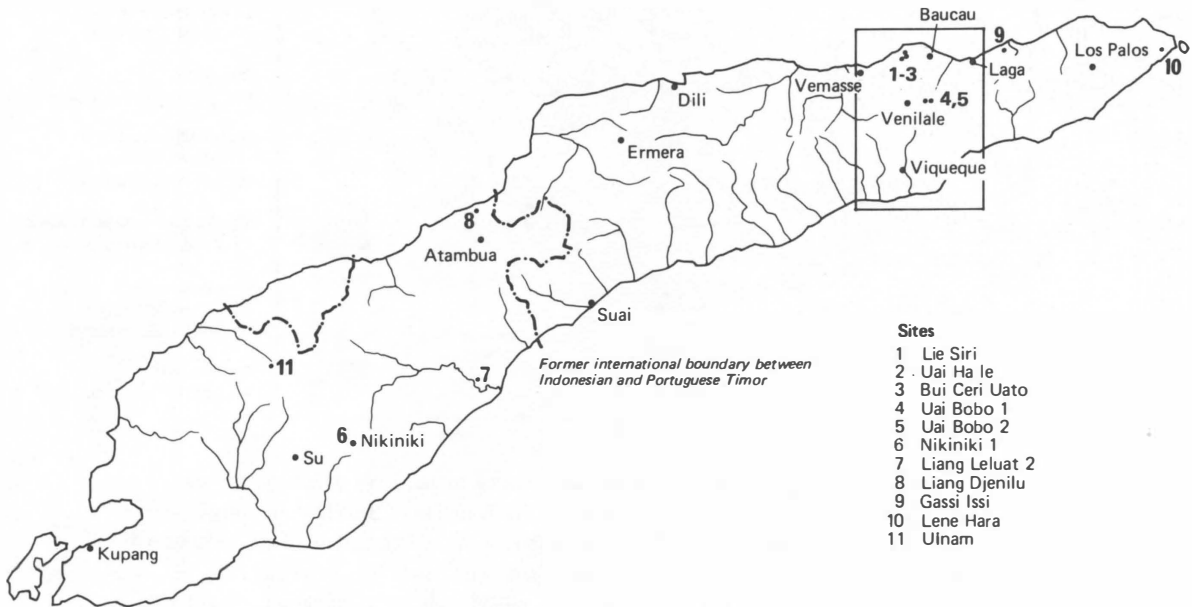 Baucau
9
Los Palos
10
Laga
Vemasse
1-3
4,5
Venilale
Dili
Ermera
Viqueque
8
Atambua
Suai
11
7
Former international boundary between
Indonesian and Portuguese Timor
6 Nikiniki
Su
Kupang
Sites
1 Lie Siri
2 Uai Ha le
3 Bui Ceri Uato
4 Uai Bobo 1
5 Uai Bobo 2
6 Nikiniki 1
7 Liang Leluat 2
8 Liang Djenilu
9 Gassi Issi
10 Lene Hara
11 Ulnam